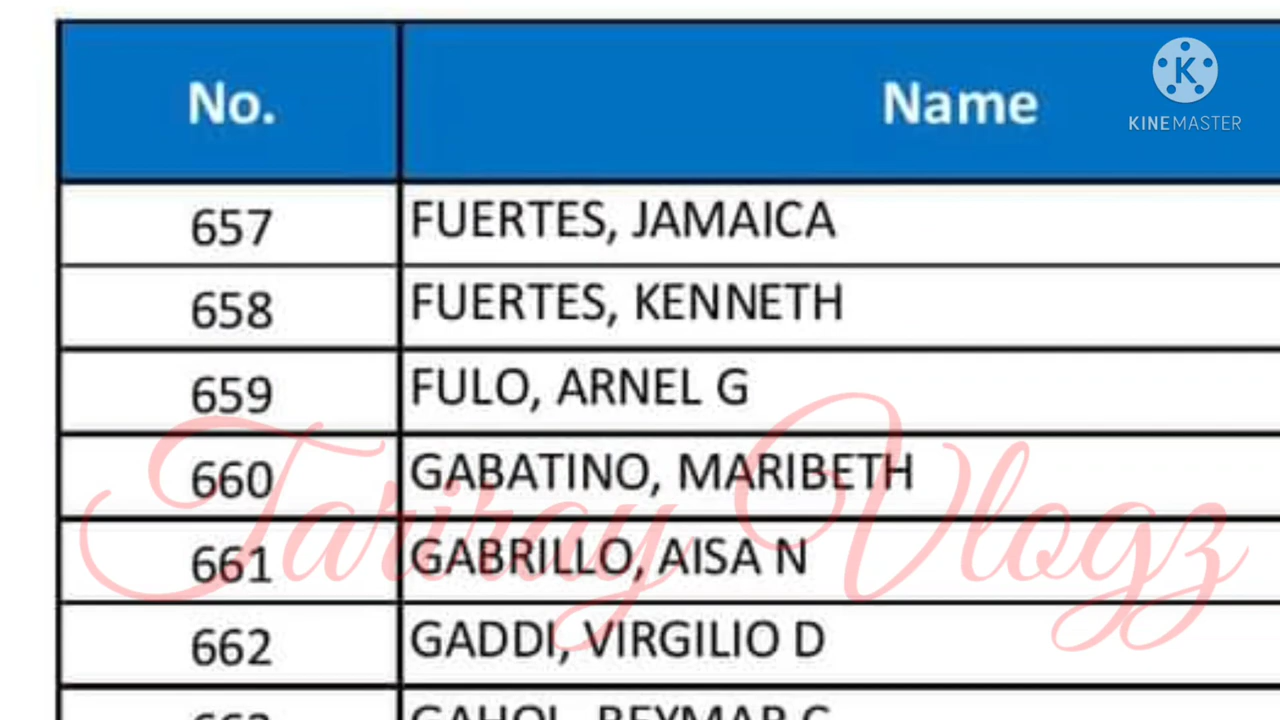 No. Name
K
KINEMASTER
657 FUERTES, JAMAICA
658 FUERTES, KENNETH
659 FULO, ARNEL G
660 GABATINO, MARIBETH
661 GABRILLO, AISA N
662 GADDI, VIRGILIO D
Tariray Vlogz